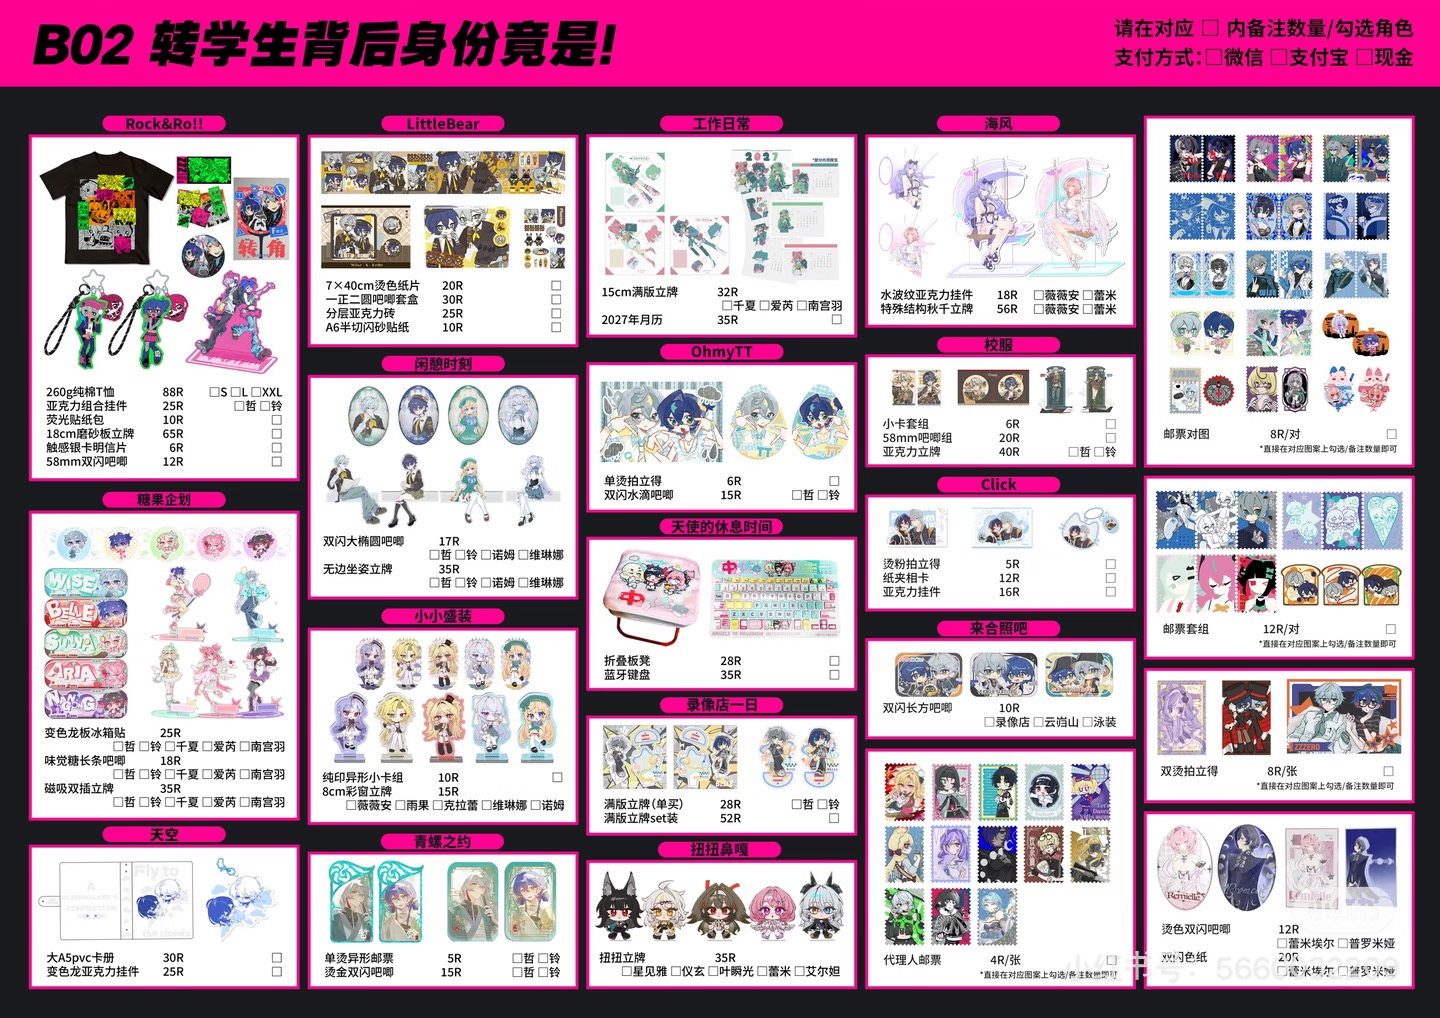 B02 转学生背后身份竟是!
请在对应 □ 内备注数量/勾选角色
支付方式:□微信 □支付宝 □现金
Rock&Ro!!
260g纯棉T恤 88R □S □L □XXL
亚克力组合挂件 25R □哲 □铃
荧光贴纸包 10R □
18cm磨砂板立牌 65R □
触感银卡明信片 6R □
58mm双闪吧唧 12R □
糖果企划
WISE
BELLE
ARIA
变色龙板冰箱贴 25R
□哲 □铃 □千夏 □爱芮 □南宫羽
味觉糖长条吧唧 18R
□哲 □铃 □千夏 □爱芮 □南宫羽
磁吸双插立牌 35R
□哲 □铃 □千夏 □爱芮 □南宫羽
天空
Fly to
the clouds
大A5pvc卡册 30R □
变色龙亚克力挂件 25R □
LittleBear
7×40cm烫色纸片 20R □
一正二圆吧唧套盒 30R □
分层亚克力砖 25R □
A6半切闪砂贴纸 10R □
闲憩时刻
双闪大椭圆吧唧 17R
□哲 □铃 □诺姆 □维琳娜
无边坐姿立牌 35R
□哲 □铃 □诺姆 □维琳娜
小小盛装
纯印异形小卡组 10R □
8cm彩窗立牌 15R
□薇薇安 □雨果 □克拉蕾 □维琳娜 □诺姆
青螺之约
单烫异形邮票 5R □哲 □铃
烫金双闪吧唧 15R □哲 □铃
工作日常
2027
15cm满版立牌 32R
□千夏 □爱芮 □南宫羽
2027年月历 35R □
OhmyTT
单烫拍立得 6R □
双闪水滴吧唧 15R □哲 □铃
天使的休息时间
折叠板凳 28R □
蓝牙键盘 35R □
录像店一日
满版立牌(单买) 28R □哲 □铃
满版立牌set装 52R
扭扭鼻嘎
扭扭立牌 35R
□星见雅 □仪玄 □叶瞬光 □蕾米 □艾尔妲
海风
水波纹亚克力挂件 18R □薇薇安 □蕾米
特殊结构秋千立牌 56R □薇薇安 □蕾米
校服
小卡套组 6R □
58mm吧唧组 20R □
亚克力立牌 40R □哲 □铃
Click
烫粉拍立得 5R □
纸夹相卡 12R □
亚克力挂件 16R □
来合照吧
双闪长方吧唧 10R
□录像店 □云岿山 □泳装
代理人邮票 4R/张 □
*直接在对应图案上勾选/备注数量即可
邮票对图 8R/对 □
*直接在对应图案上勾选/备注数量即可
邮票套组 12R/对 □
*直接在对应图案上勾选/备注数量即可
ZZZERO
双烫拍立得 8R/张 □
*直接在对应图案上勾选/备注数量即可
烫色双闪吧唧 12R
□蕾米埃尔 □普罗米娅
双闪色纸 20R
□蕾米埃尔 □普罗米娅